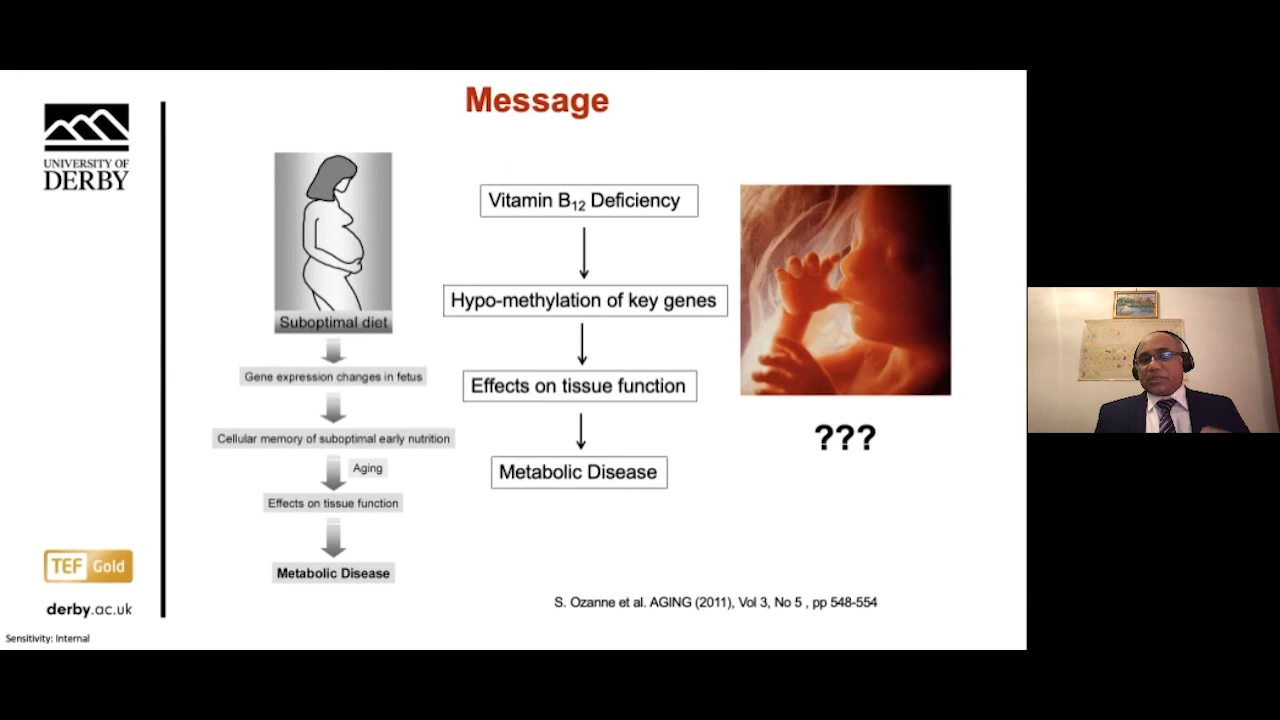 Message
UNIVERSITY OF
DERBY
Suboptimal diet
Gene expression changes in fetus
Cellular memory of suboptimal early nutrition
Aging
Effects on tissue function
Metabolic Disease
Vitamin B₁₂ Deficiency
Hypo-methylation of key genes
Effects on tissue function
Metabolic Disease
???
S. Ozanne et al. AGING (2011), Vol 3, No 5 , pp 548-554
TEF Gold
derby.ac.uk
Sensitivity: Internal